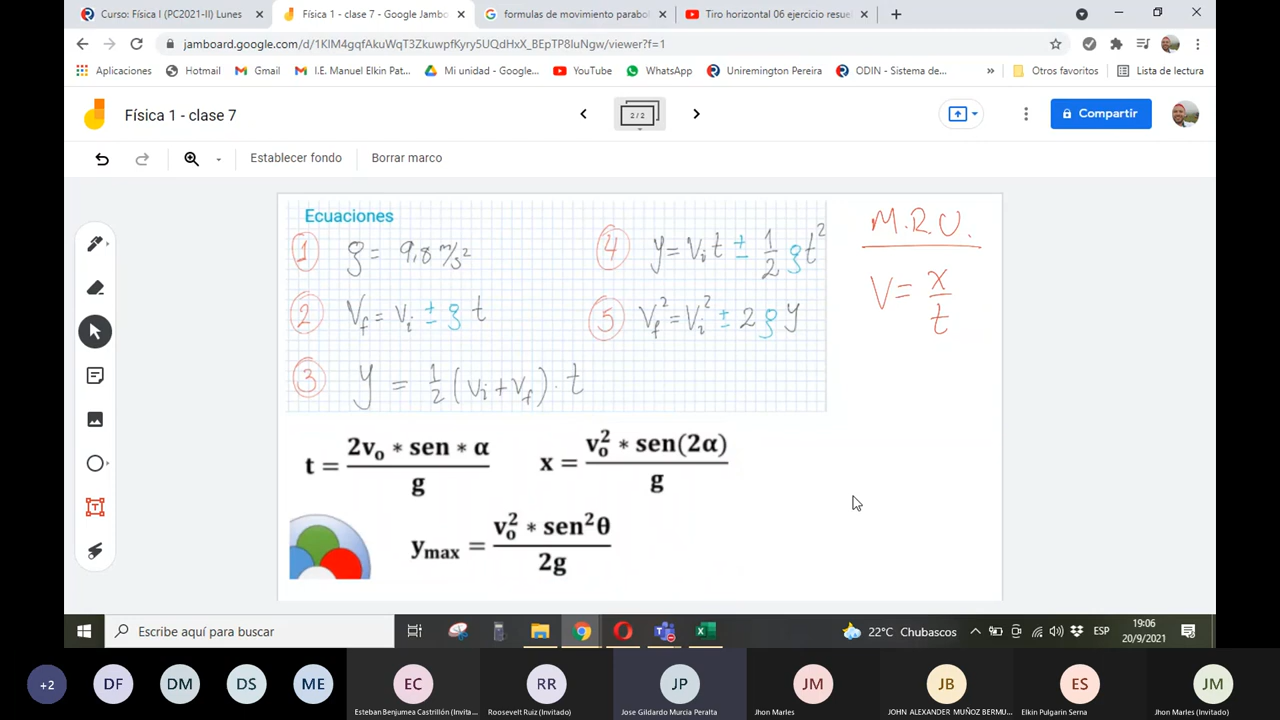 Curso: Física I (PC2021-II) Lunes
Física 1 - clase 7 - Google Jambo
formulas de movimiento parabol
Tiro horizontal 06 ejercicio resue
jamboard.google.com/d/1KlM4gqfAkuWqT3ZkuwpfKyry5UQdHxX_BEpTP8IuNgw/viewer?f=1
Aplicaciones
Hotmail
Gmail
I.E. Manuel Elkin Pat...
Mi unidad - Google...
YouTube
WhatsApp
Uniremington Pereira
ODIN - Sistema de...
»
Otros favoritos
Lista de lectura
Física 1 - clase 7
2 / 2
Compartir
Establecer fondo
Borrar marco
Ecuaciones
① g = 9,8 m/s²
② Vf = Vi ± g t
③ y = 1/2 (Vi + Vf) · t
④ y = Vi t ± 1/2 g t²
⑤ Vf² = Vi² ± 2 g y
M.R.U.
V = x/t
t = 2v₀ * sen * α / g
x = v₀² * sen(2α) / g
yₘₐₓ = v₀² * sen²θ / 2g
Escribe aquí para buscar
22°C Chubascos
ESP
19:06
20/9/2021
+2
DF
DM
DS
ME
EC
Esteban Benjumea Castrillón (Invita...
RR
Roosevelt Ruiz (Invitado)
JP
Jose Gildardo Murcia Peralta
JM
Jhon Marles
JB
JOHN ALEXANDER MUÑOZ BERMU...
ES
Elkin Pulgarin Serna
JM
Jhon Marles (Invitado)